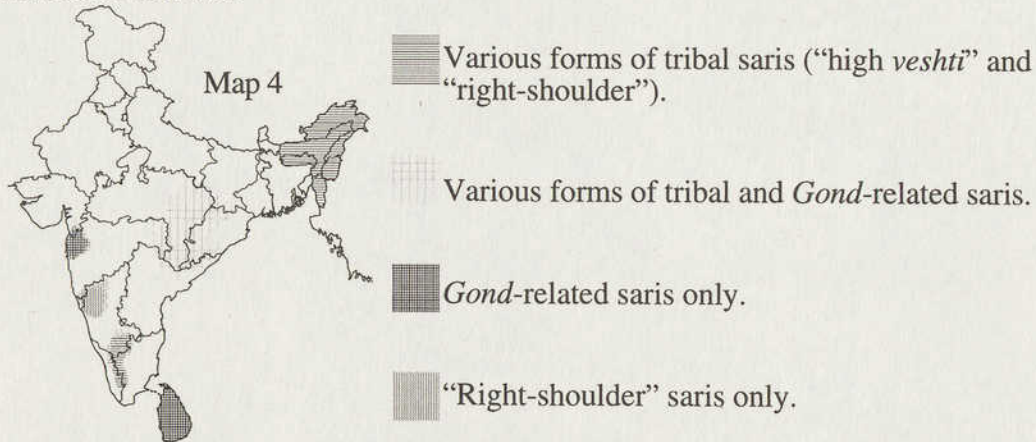 Map 4
Various forms of tribal saris (“high veshti” and
“right-shoulder”).
Various forms of tribal and Gond-related saris.
Gond-related saris only.
“Right-shoulder” saris only.